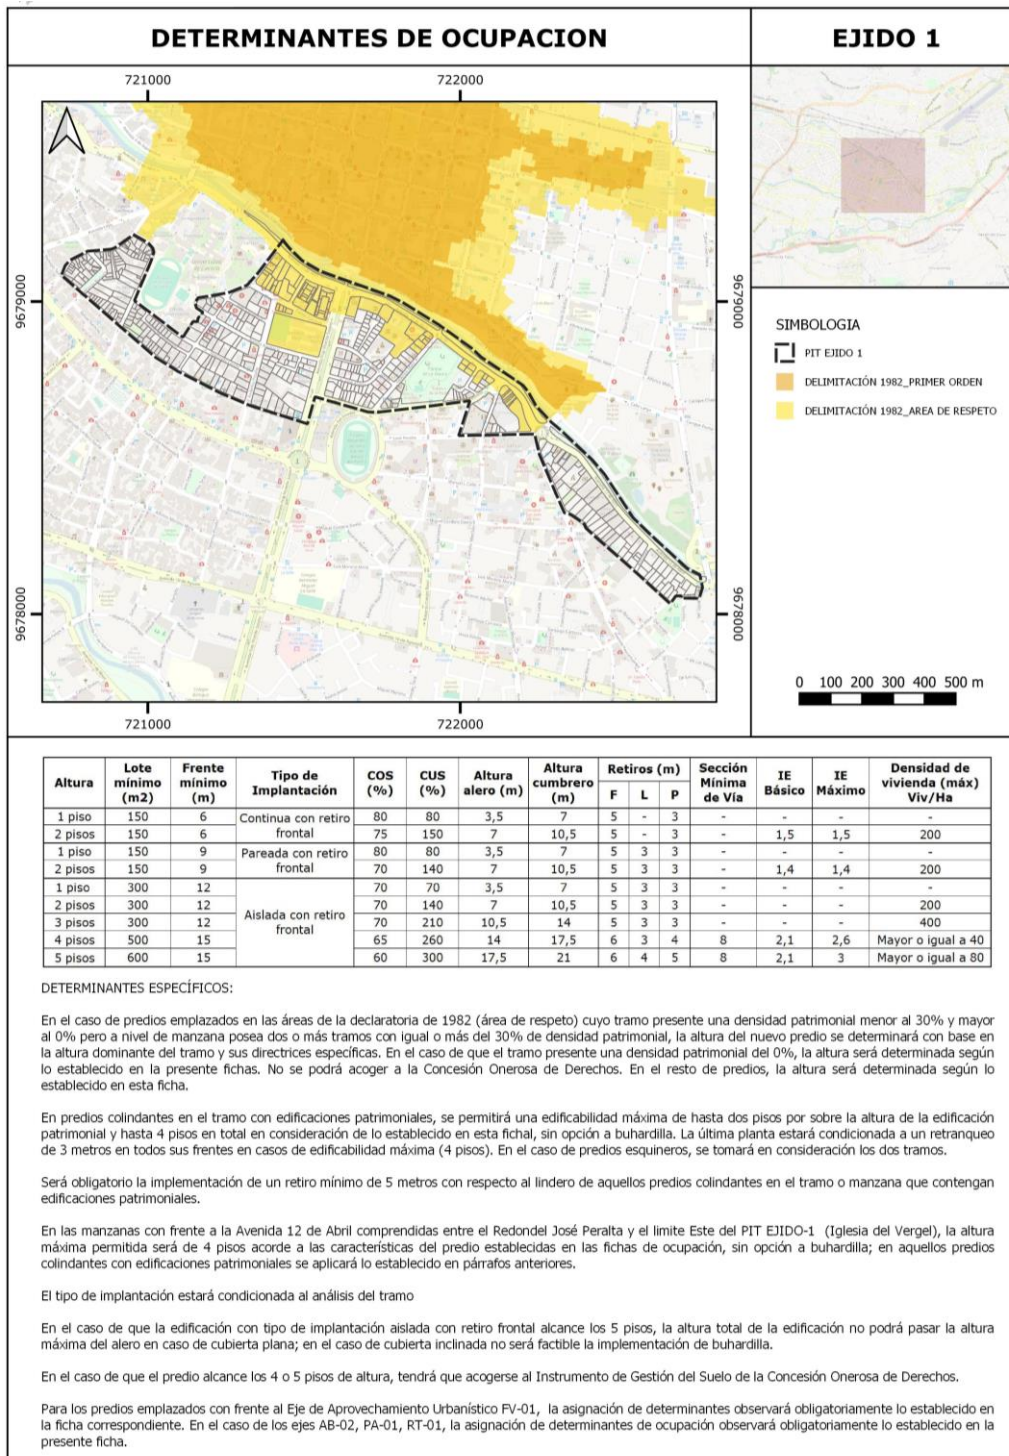 DETERMINANTES DE OCUPACION
EJIDO 1
721000
722000
9679000
9679000
9678000
9678000
721000
722000
SIMBOLOGIA
PIT EJIDO 1
DELIMITACIÓN 1982_PRIMER ORDEN
DELIMITACIÓN 1982_AREA DE RESPETO
0 100 200 300 400 500 m
Altura | Lote mínimo (m2) | Frente mínimo (m) | Tipo de Implantación | COS (%) | CUS (%) | Altura alero (m) | Altura cumbrero (m) | Retiros (m) F L P | Sección Mínima de Vía | IE Básico | IE Máximo | Densidad de vivienda (máx) Viv/Ha
1 piso | 150 | 6 | Continua con retiro frontal | 80 | 80 | 3,5 | 7 | 5 | - | 3 | - | - | - | -
2 pisos | 150 | 6 | 75 | 150 | 7 | 10,5 | 5 | - | 3 | - | 1,5 | 1,5 | 200
1 piso | 150 | 9 | Pareada con retiro frontal | 80 | 80 | 3,5 | 7 | 5 | 3 | 3 | - | - | - | -
2 pisos | 150 | 9 | 70 | 140 | 7 | 10,5 | 5 | 3 | 3 | - | 1,4 | 1,4 | 200
1 piso | 300 | 12 | Aislada con retiro frontal | 70 | 70 | 3,5 | 7 | 5 | 3 | 3 | - | - | - | -
2 pisos | 300 | 12 | 70 | 140 | 7 | 10,5 | 5 | 3 | 3 | - | - | - | 200
3 pisos | 300 | 12 | 70 | 210 | 10,5 | 14 | 5 | 3 | 3 | - | - | - | 400
4 pisos | 500 | 15 | 65 | 260 | 14 | 17,5 | 6 | 3 | 4 | 8 | 2,1 | 2,6 | Mayor o igual a 40
5 pisos | 600 | 15 | 60 | 300 | 17,5 | 21 | 6 | 4 | 5 | 8 | 2,1 | 3 | Mayor o igual a 80
DETERMINANTES ESPECÍFICOS:
En el caso de predios emplazados en las áreas de la declaratoria de 1982 (área de respeto) cuyo tramo presente una densidad patrimonial menor al 30% y mayor
al 0% pero a nivel de manzana posea dos o más tramos con igual o más del 30% de densidad patrimonial, la altura del nuevo predio se determinará con base en
la altura dominante del tramo y sus directrices específicas. En el caso de que el tramo presente una densidad patrimonial del 0%, la altura será determinada según
lo establecido en la presente fichas. No se podrá acoger a la Concesión Onerosa de Derechos. En el resto de predios, la altura será determinada según lo
establecido en esta ficha.
En predios colindantes en el tramo con edificaciones patrimoniales, se permitirá una edificabilidad máxima de hasta dos pisos por sobre la altura de la edificación
patrimonial y hasta 4 pisos en total en consideración de lo establecido en esta fichal, sin opción a buhardilla. La última planta estará condicionada a un retranqueo
de 3 metros en todos sus frentes en casos de edificabilidad máxima (4 pisos). En el caso de predios esquineros, se tomará en consideración los dos tramos.
Será obligatorio la implementación de un retiro mínimo de 5 metros con respecto al lindero de aquellos predios colindantes en el tramo o manzana que contengan
edificaciones patrimoniales.
En las manzanas con frente a la Avenida 12 de Abril comprendidas entre el Redondel José Peralta y el limite Este del PIT EJIDO-1 (Iglesia del Vergel), la altura
máxima permitida será de 4 pisos acorde a las características del predio establecidas en las fichas de ocupación, sin opción a buhardilla; en aquellos predios
colindantes con edificaciones patrimoniales se aplicará lo establecido en párrafos anteriores.
El tipo de implantación estará condicionada al análisis del tramo
En el caso de que la edificación con tipo de implantación aislada con retiro frontal alcance los 5 pisos, la altura total de la edificación no podrá pasar la altura
máxima del alero en caso de cubierta plana; en el caso de cubierta inclinada no será factible la implementación de buhardilla.
En el caso de que el predio alcance los 4 o 5 pisos de altura, tendrá que acogerse al Instrumento de Gestión del Suelo de la Concesión Onerosa de Derechos.
Para los predios emplazados con frente al Eje de Aprovechamiento Urbanístico FV-01, la asignación de determinantes observará obligatoriamente lo establecido en
la ficha correspondiente. En el caso de los ejes AB-02, PA-01, RT-01, la asignación de determinantes de ocupación observará obligatoriamente lo establecido en la
presente ficha.